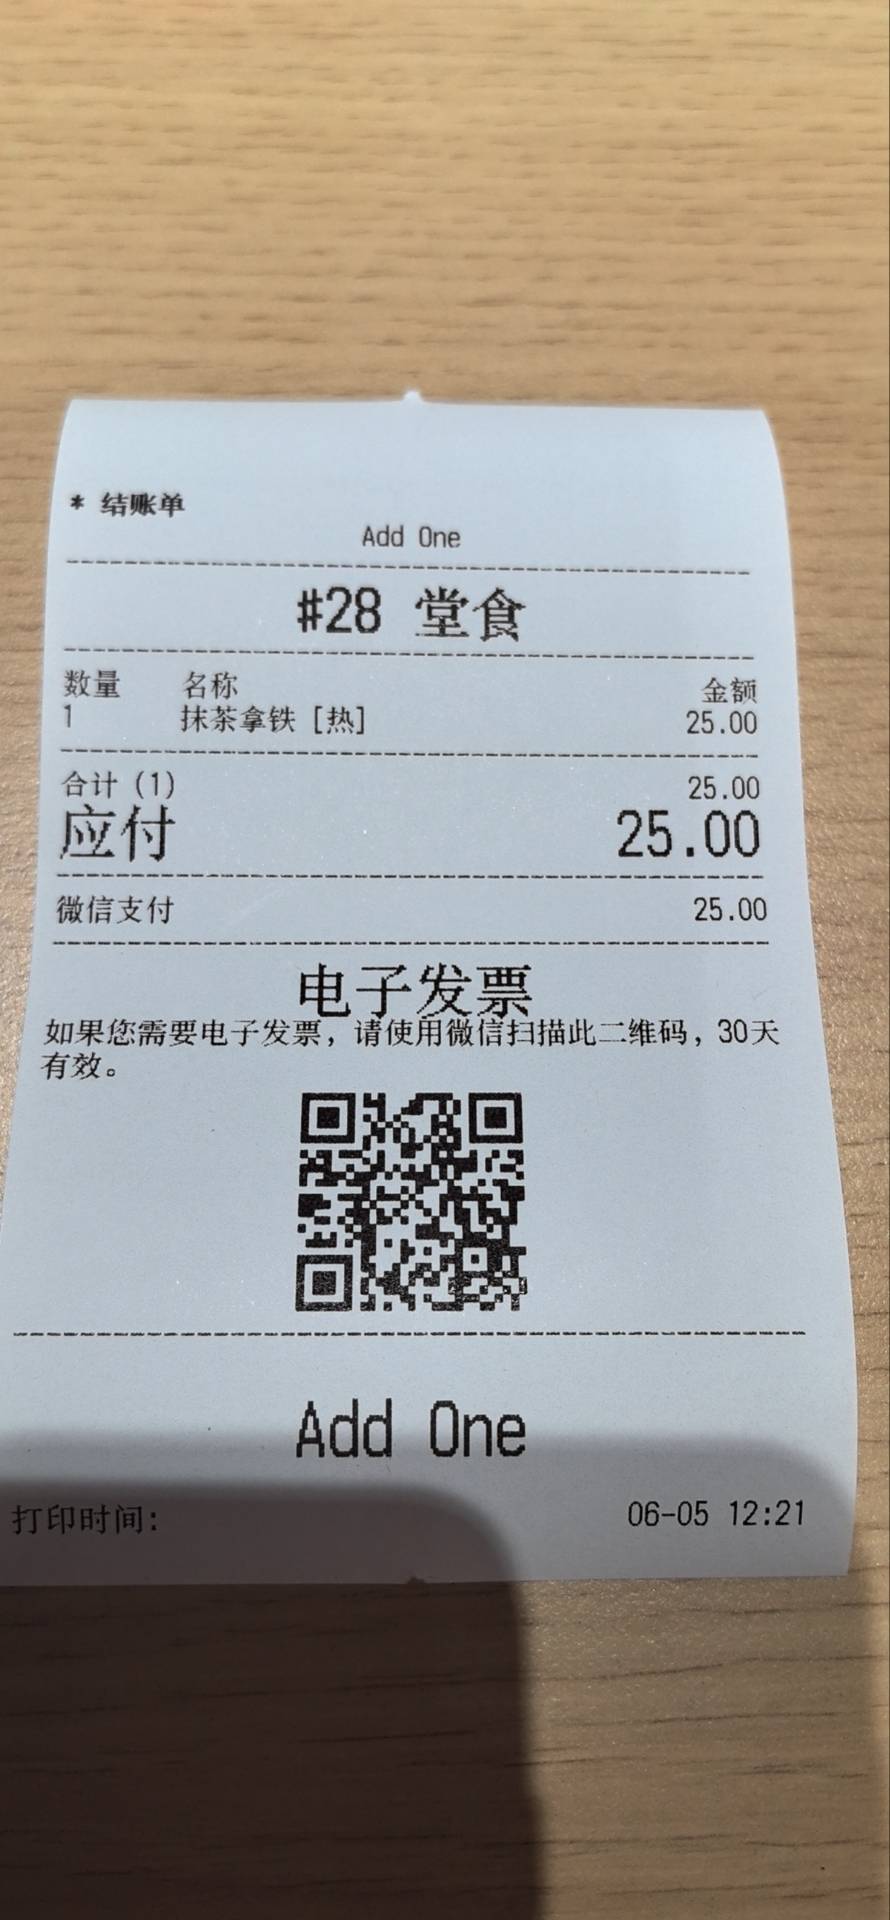 * 结账单
Add One
#28 堂食
数量 名称 金额
1 抹茶拿铁 [热] 25.00
合计 (1) 25.00
应付 25.00
微信支付 25.00
电子发票
如果您需要电子发票，请使用微信扫描此二维码，30天
有效。
Add One
打印时间: 06-05 12:21